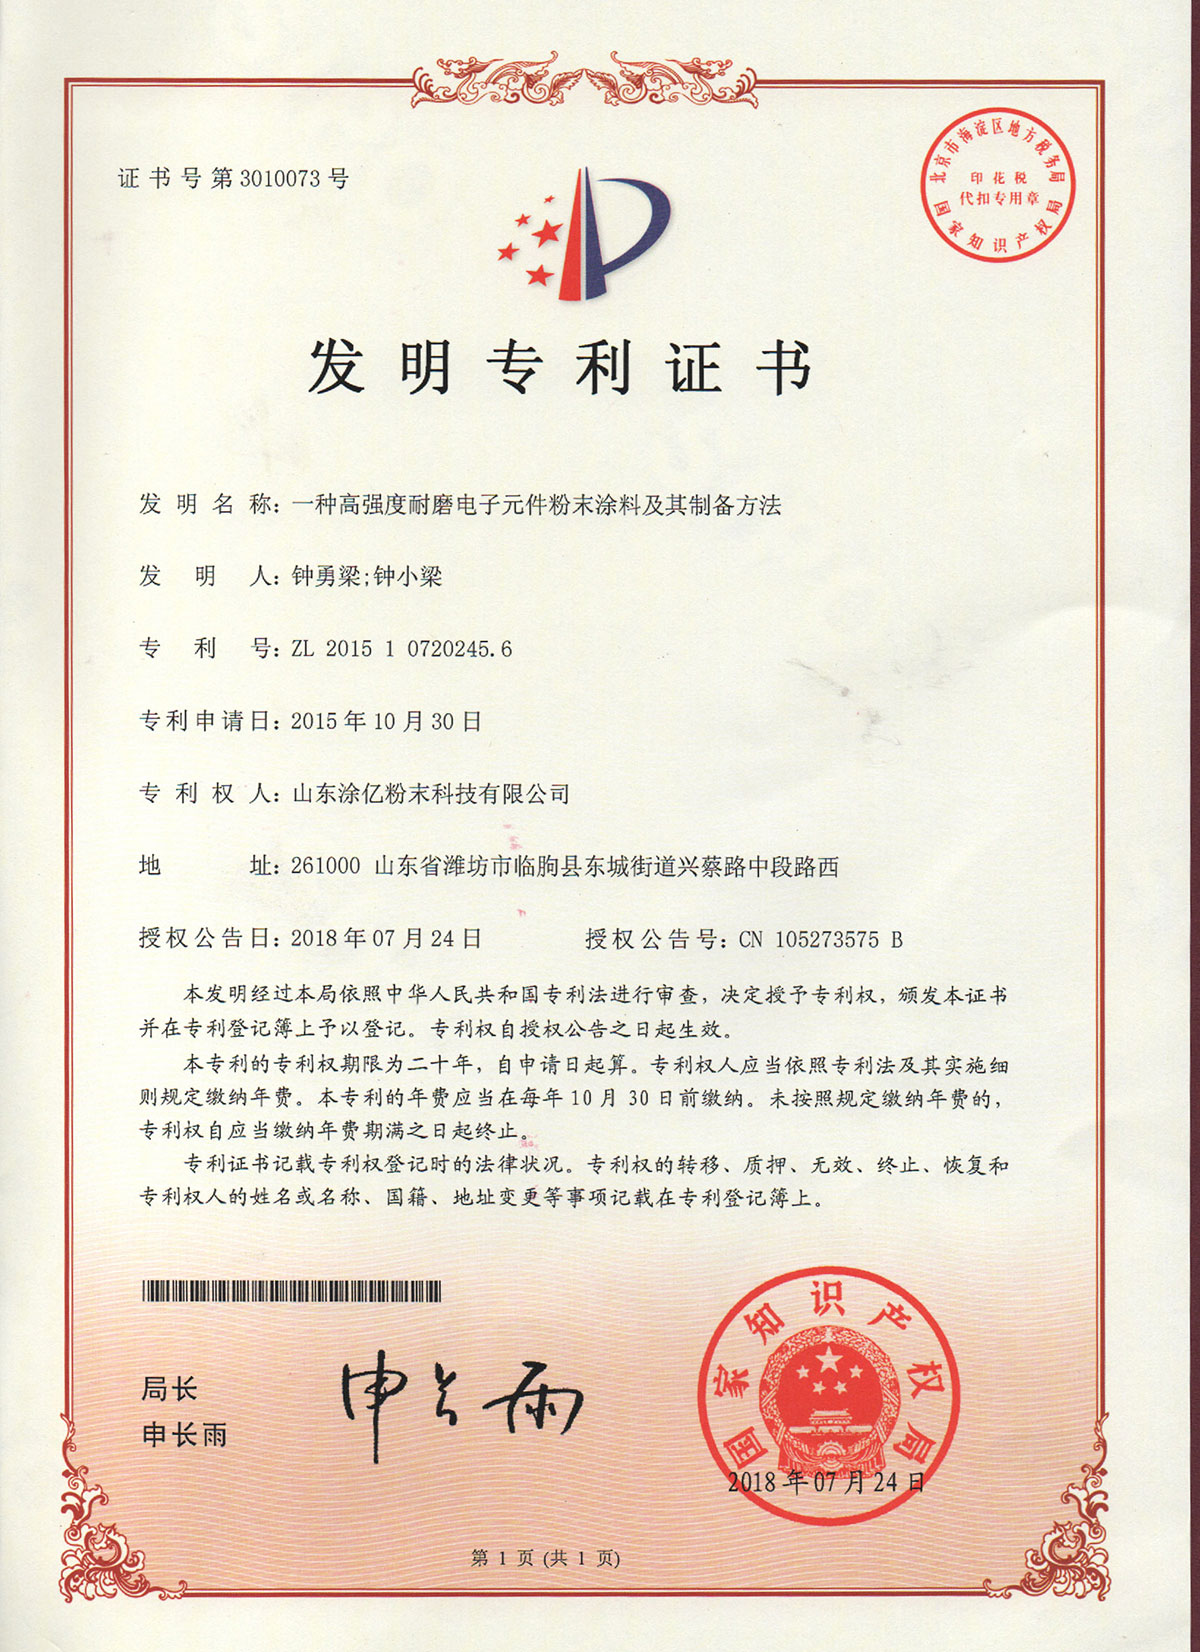 证书号第3010073号
北京市海淀区地方税务局
印花税
代扣专用章
国家知识产权局
发明专利证书
发明名称：一种高强度耐磨电子元件粉末涂料及其制备方法
发明人：钟勇梁;钟小梁
专利号：ZL 2015 1 0720245.6
专利申请日：2015年10月30日
专利权人：山东涂亿粉末科技有限公司
地址：261000 山东省潍坊市临朐县东城街道兴蔡路中段路西
授权公告日：2018年07月24日 授权公告号：CN 105273575 B
本发明经过本局依照中华人民共和国专利法进行审查，决定授予专利权，颁发本证书
并在专利登记簿上予以登记。专利权自授权公告之日起生效。
本专利的专利权期限为二十年，自申请日起算。专利权人应当依照专利法及其实施细
则规定缴纳年费。本专利的年费应当在每年10月30日前缴纳。未按照规定缴纳年费的，
专利权自应当缴纳年费期满之日起终止。
专利证书记载专利权登记时的法律状况。专利权的转移、质押、无效、终止、恢复和
专利权人的姓名或名称、国籍、地址变更等事项记载在专利登记簿上。
局长
申长雨
申长雨
国家知识产权局
2018年07月24日
第 1 页 (共 1 页)